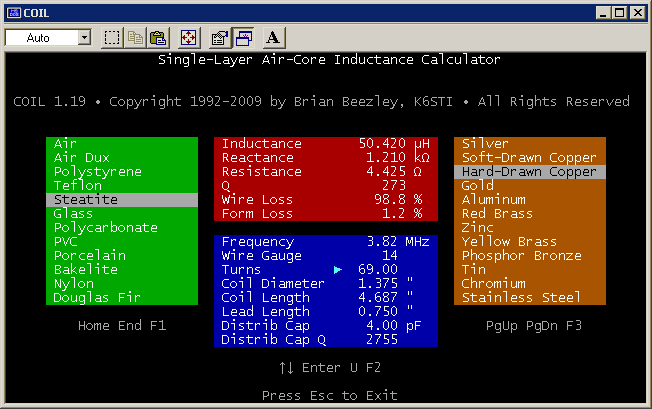 COIL
Auto
A
Single-Layer Air-Core Inductance Calculator
COIL 1.19 • Copyright 1992-2009 by Brian Beezley, K6STI • All Rights Reserved
Air
Air Dux
Polystyrene
Teflon
Steatite
Glass
Polycarbonate
PVC
Porcelain
Bakelite
Nylon
Douglas Fir
Home End F1
Inductance 50.420 µH
Reactance 1.210 kΩ
Resistance 4.425 Ω
Q 273
Wire Loss 98.8 %
Form Loss 1.2 %
Frequency 3.82 MHz
Wire Gauge 14
Turns ► 69.00
Coil Diameter 1.375 "
Coil Length 4.687 "
Lead Length 0.750 "
Distrib Cap 4.00 pF
Distrib Cap Q 2755
↑↓ Enter U F2
Silver
Soft-Drawn Copper
Hard-Drawn Copper
Gold
Aluminum
Red Brass
Zinc
Yellow Brass
Phosphor Bronze
Tin
Chromium
Stainless Steel
PgUp PgDn F3
Press Esc to Exit